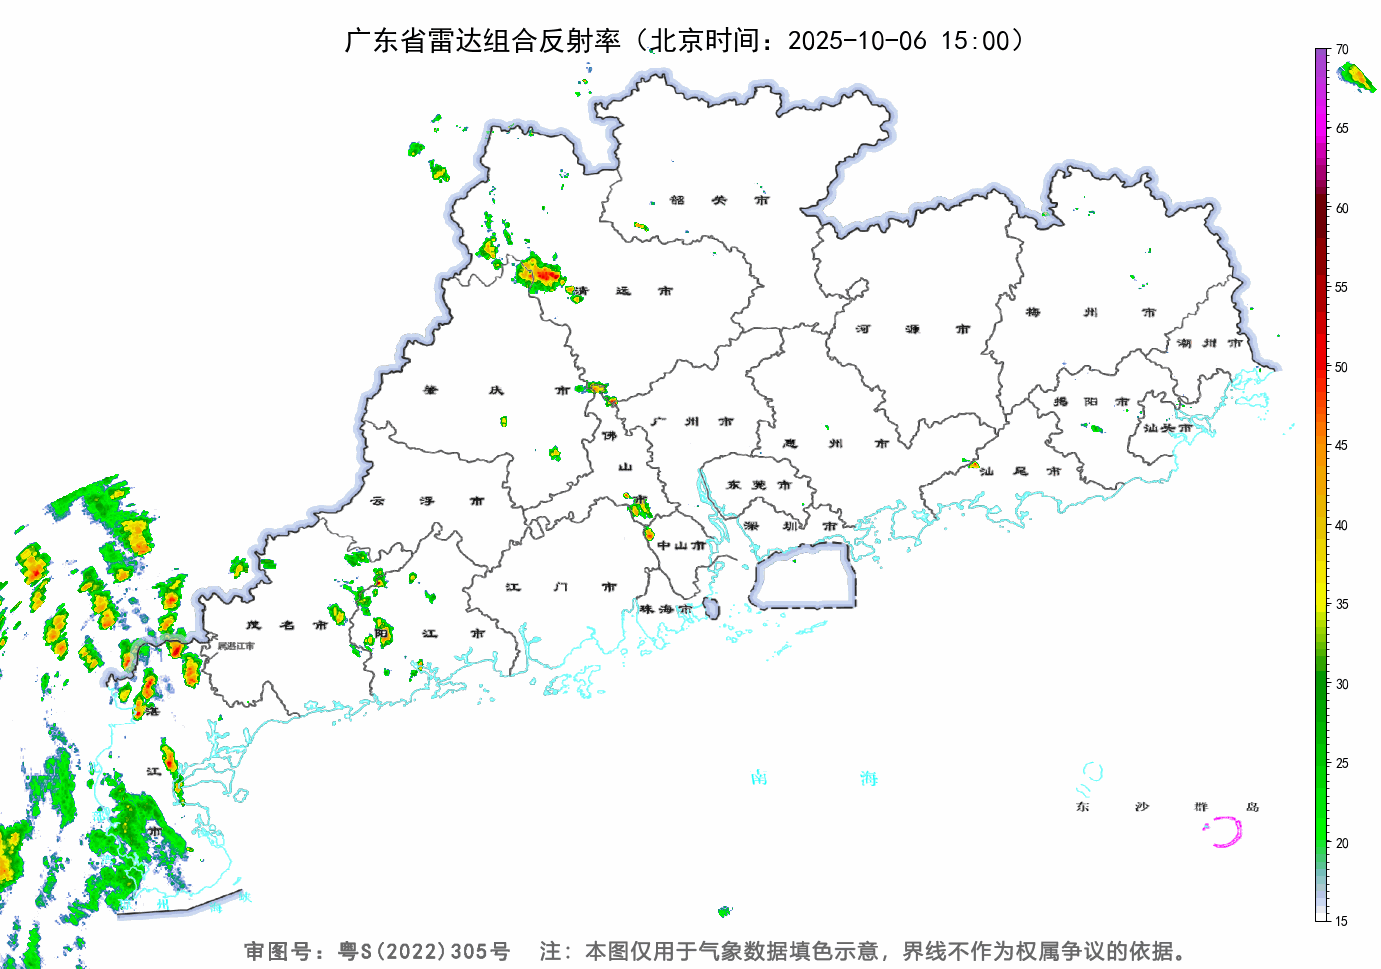 广东省雷达组合反射率（北京时间：2025-10-06 15:00）
70
65
60
55
50
45
40
35
30
25
20
15
韶关市
清远市
河源市
梅州市
潮州市
肇庆市
广州市
惠州市
揭阳市
汕头市
佛山市
云浮市
东莞市
汕尾市
深圳市
中山市
江门市
珠海市
茂名市
阳江市
属湛江市
湛江市
南海
东沙群岛
琼州海峡
审图号：粤S(2022)305号 注：本图仅用于气象数据填色示意，界线不作为权属争议的依据。